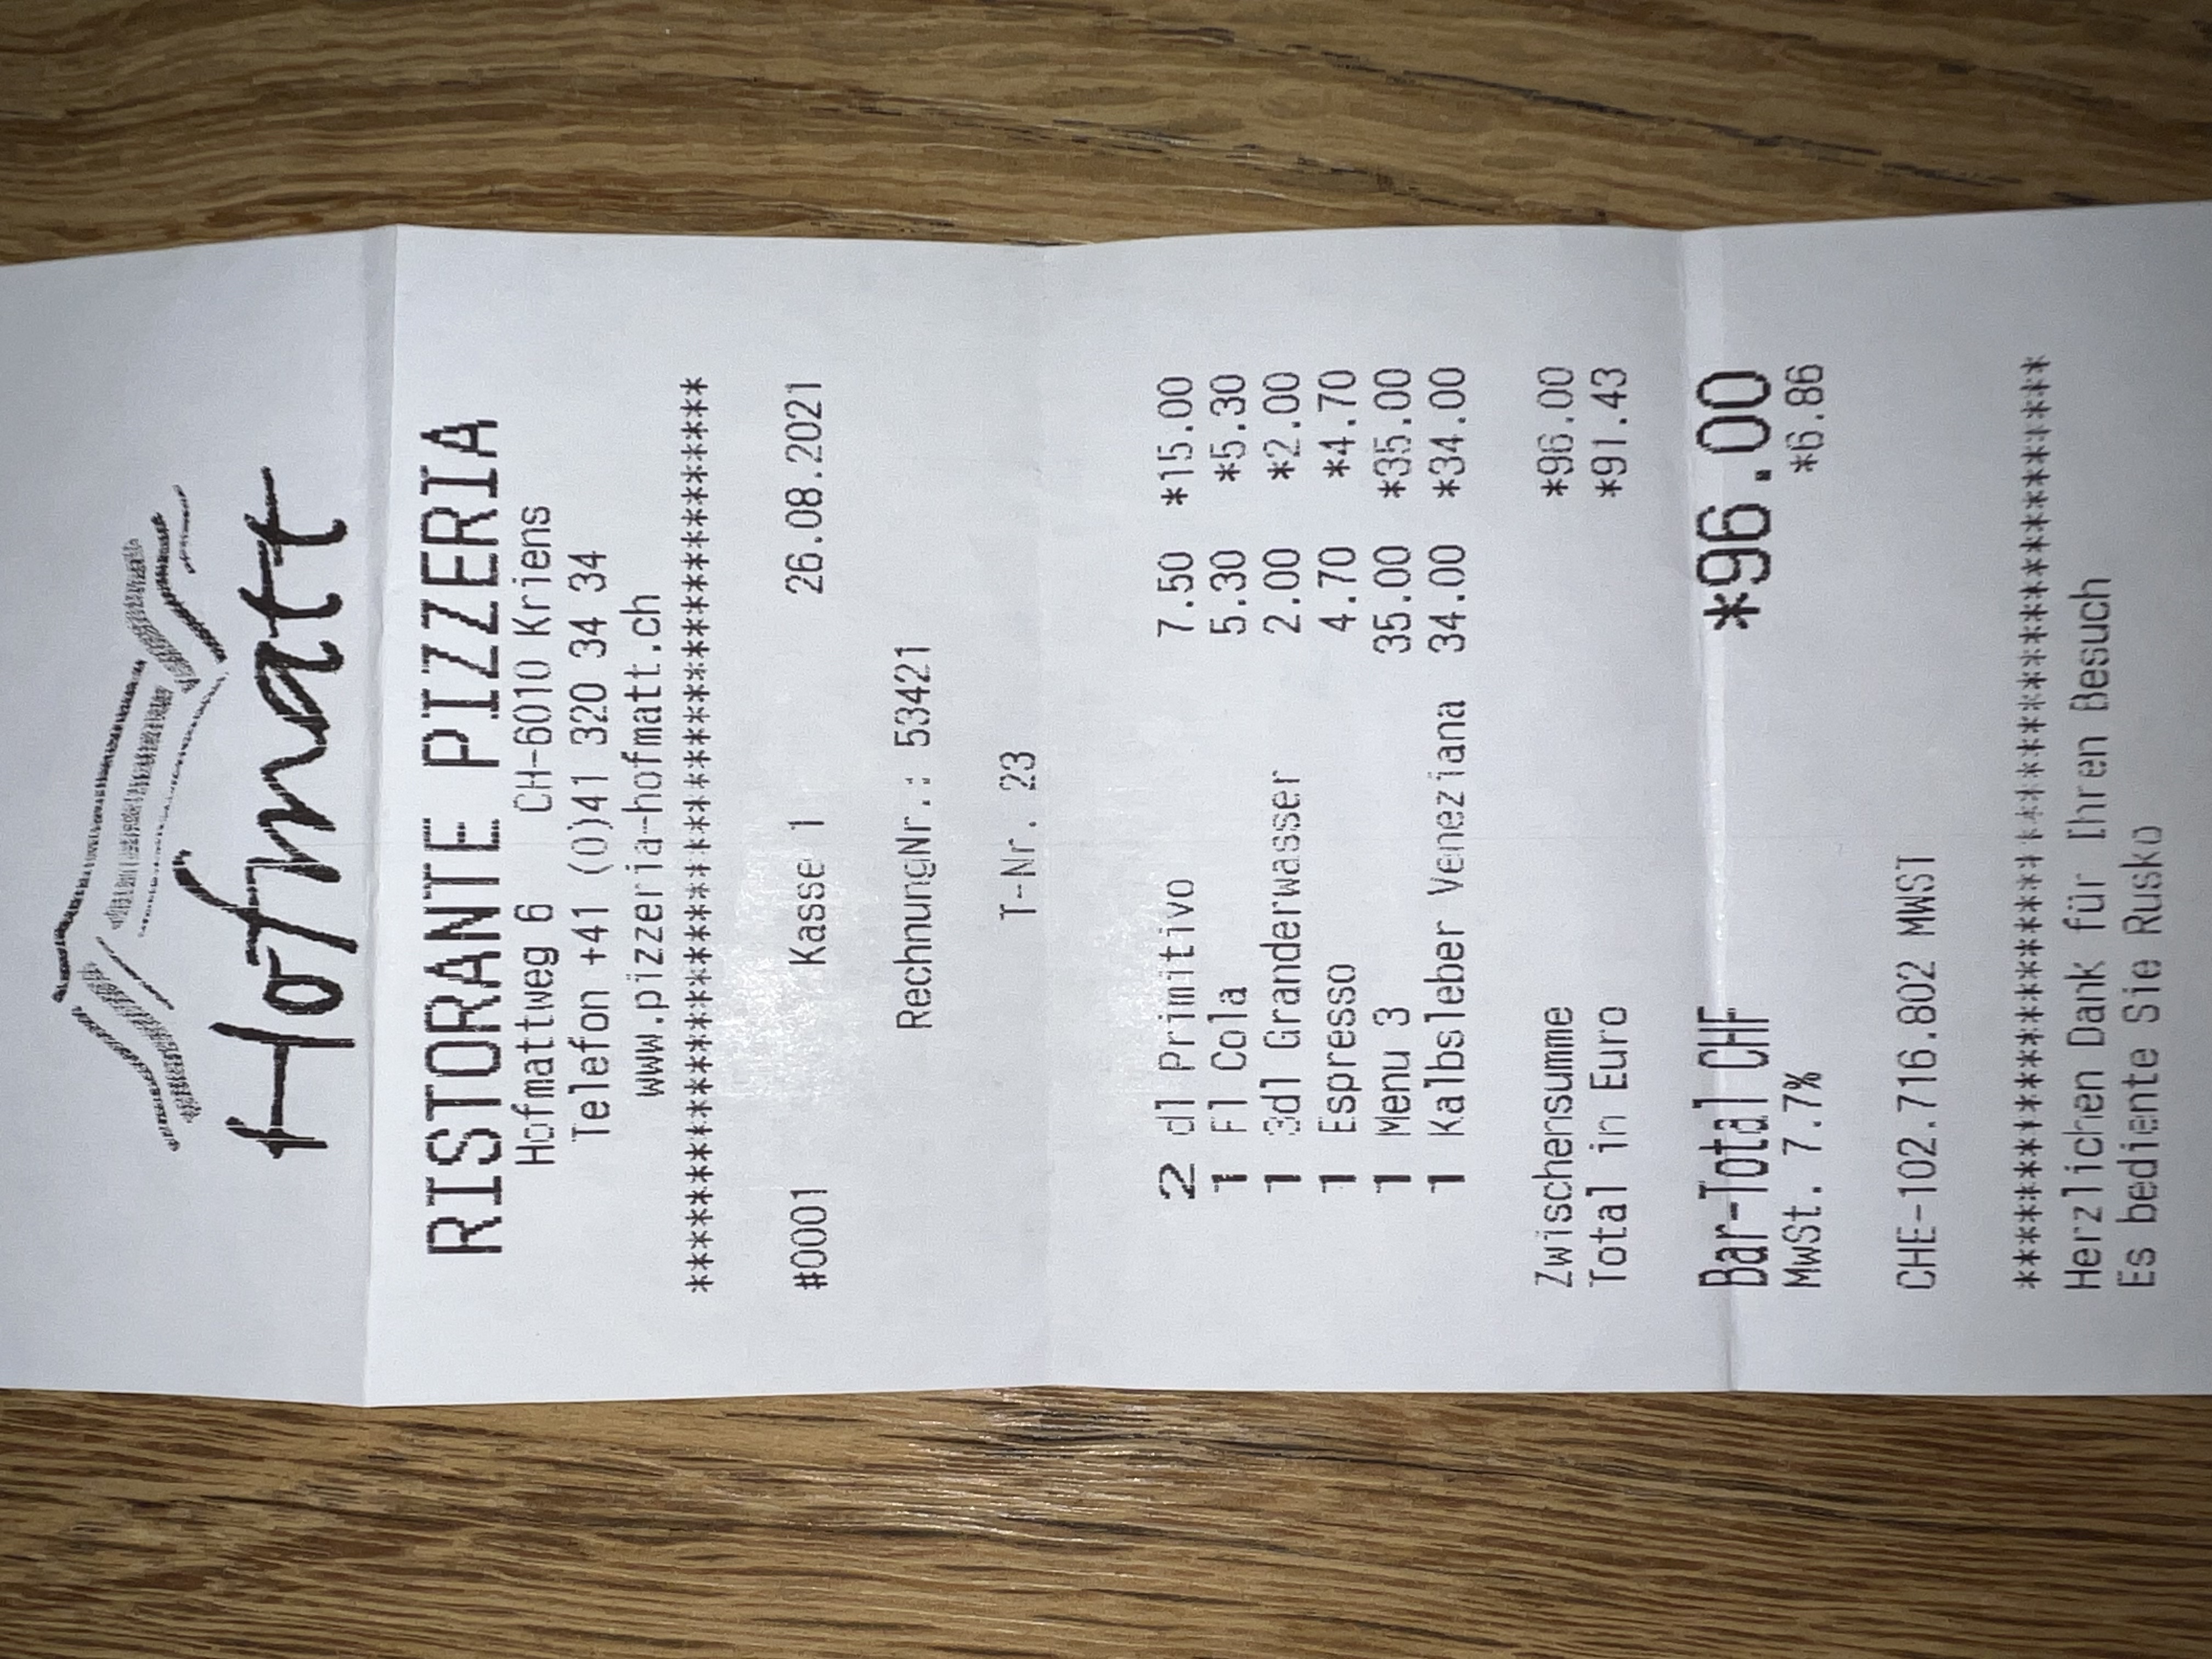 Hofmatt
RISTORANTE PIZZERIA
Hofmattweg 6 CH-6010 Kriens
Telefon +41 (0)41 320 34 34
www.pizzeria-hofmatt.ch
******************************************
#0001 Kasse 1 26.08.2021
RechnungNr.: 53421
T-Nr. 23
2 dl Primitivo 7.50 *15.00
1 Fl Cola 5.30 *5.30
1 3dl Granderwasser 2.00 *2.00
1 Espresso 4.70 *4.70
1 Menu 3 35.00 *35.00
1 Kalbsleber Veneziana 34.00 *34.00
Zwischensumme *96.00
Total in Euro *91.43
Bar-Total CHF *96.00
MwSt. 7.7% *6.86
CHE-102.716.802 MWST
******************************************
Herzlichen Dank für Ihren Besuch
Es bediente Sie Rusko